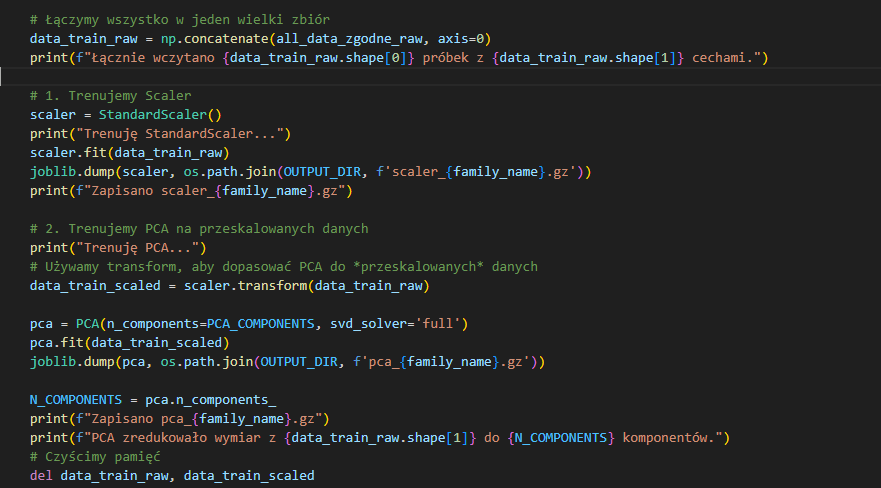 # Łączymy wszystko w jeden wielki zbiór
data_train_raw = np.concatenate(all_data_zgodne_raw, axis=0)
print(f"Łącznie wczytano {data_train_raw.shape[0]} próbek z {data_train_raw.shape[1]} cechami.")
# 1. Trenujemy Scaler
scaler = StandardScaler()
print("Trenuję StandardScaler...")
scaler.fit(data_train_raw)
joblib.dump(scaler, os.path.join(OUTPUT_DIR, f'scaler_{family_name}.gz'))
print(f"Zapisano scaler_{family_name}.gz")
# 2. Trenujemy PCA na przeskalowanych danych
print("Trenuję PCA...")
# Używamy transform, aby dopasować PCA do *przeskalowanych* danych
data_train_scaled = scaler.transform(data_train_raw)
pca = PCA(n_components=PCA_COMPONENTS, svd_solver='full')
pca.fit(data_train_scaled)
joblib.dump(pca, os.path.join(OUTPUT_DIR, f'pca_{family_name}.gz'))
N_COMPONENTS = pca.n_components_
print(f"Zapisano pca_{family_name}.gz")
print(f"PCA zredukowało wymiar z {data_train_raw.shape[1]} do {N_COMPONENTS} komponentów.")
# Czyścimy pamięć
del data_train_raw, data_train_scaled